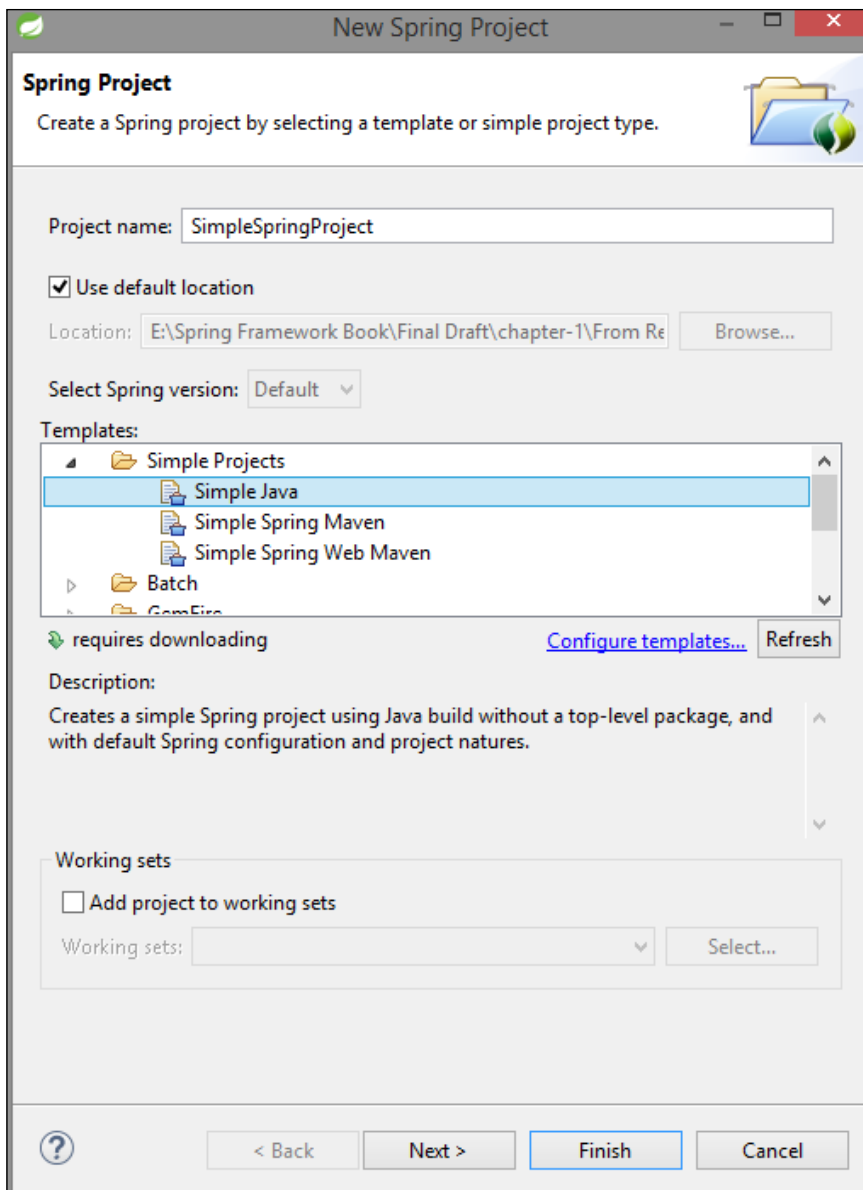 New Spring Project
Spring Project
Create a Spring project by selecting a template or simple project type.
Project name: SimpleSpringProject
Use default location
Location: E:\Spring Framework Book\Final Draft\chapter-1\From Re Browse...
Select Spring version: Default
Templates:
Simple Projects
Simple Java
Simple Spring Maven
Simple Spring Web Maven
Batch
GemFire
requires downloading Configure templates... Refresh
Description:
Creates a simple Spring project using Java build without a top-level package, and
with default Spring configuration and project natures.
Working sets
Add project to working sets
Working sets: Select...
? < Back Next > Finish Cancel